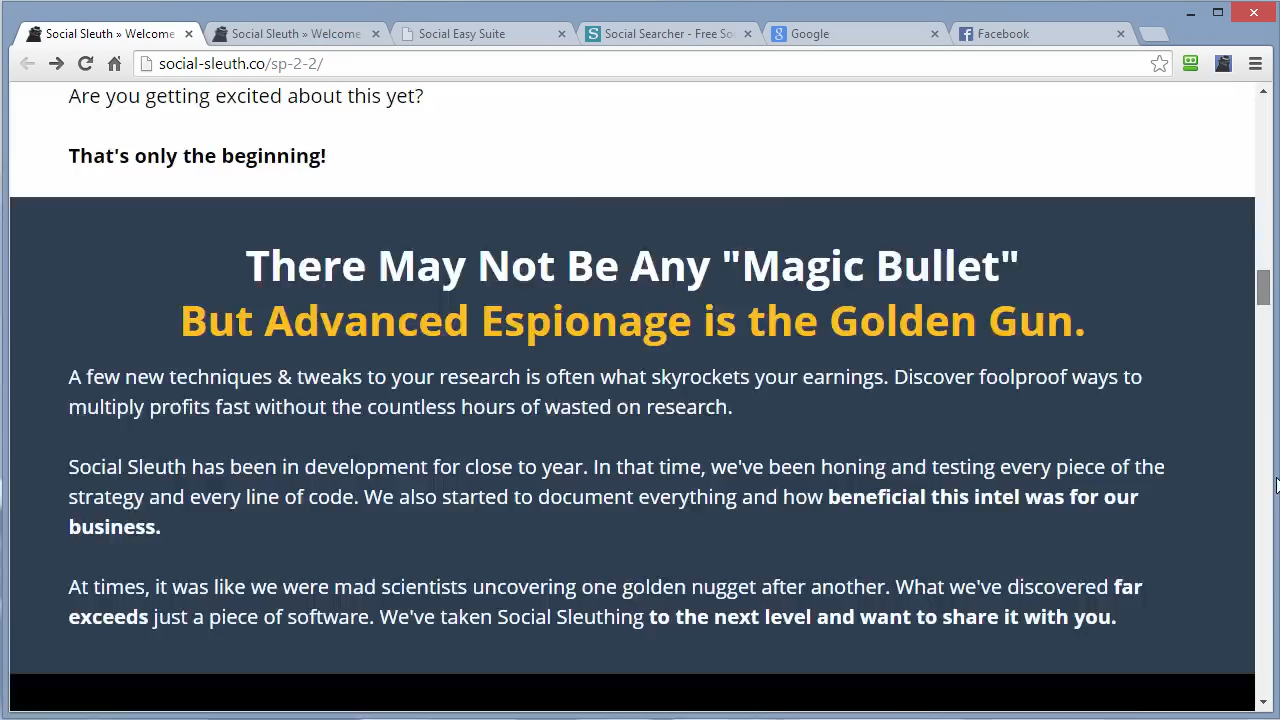 Social Sleuth » Welcome
Social Sleuth » Welcome
Social Easy Suite
Social Searcher - Free So
Google
Facebook
social-sleuth.co/sp-2-2/
Are you getting excited about this yet?
That's only the beginning!
There May Not Be Any "Magic Bullet"
But Advanced Espionage is the Golden Gun.
A few new techniques & tweaks to your research is often what skyrockets your earnings. Discover foolproof ways to
multiply profits fast without the countless hours of wasted on research.
Social Sleuth has been in development for close to year. In that time, we've been honing and testing every piece of the
strategy and every line of code. We also started to document everything and how beneficial this intel was for our
business.
At times, it was like we were mad scientists uncovering one golden nugget after another. What we've discovered far
exceeds just a piece of software. We've taken Social Sleuthing to the next level and want to share it with you.